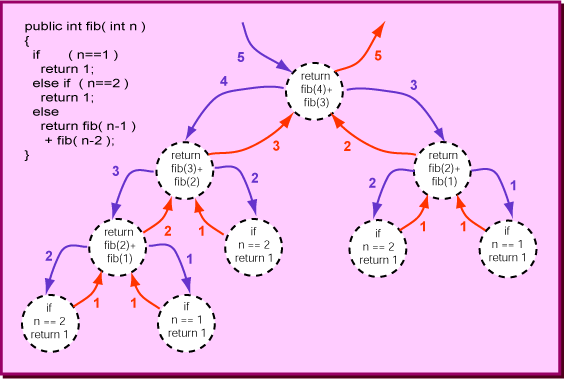 public int fib( int n )
{
if ( n==1 )
return 1;
else if ( n==2 )
return 1;
else
return fib( n-1 )
+ fib( n-2 );
}
5
5
return
fib(4)+
fib(3)
4
3
3
2
return
fib(3)+
fib(2)
return
fib(2)+
fib(1)
3
2
2
1
2
1
1
1
return
fib(2)+
fib(1)
if
n == 2
return 1
if
n == 2
return 1
if
n == 1
return 1
2
1
1
1
if
n == 2
return 1
if
n == 1
return 1